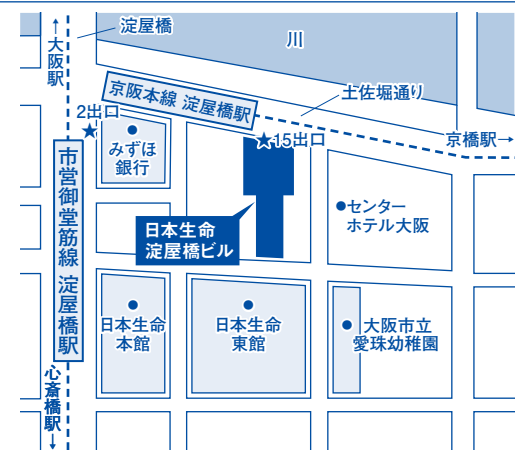 淀屋橋
川
↑大阪駅
京阪本線 淀屋橋駅
土佐堀通り
2出口
★
★15出口
京橋駅→
みずほ
銀行
市営御堂筋線 淀屋橋駅
センター
ホテル大阪
日本生命
淀屋橋ビル
日本生命
本館
日本生命
東館
大阪市立
愛珠幼稚園
心斎橋駅↓